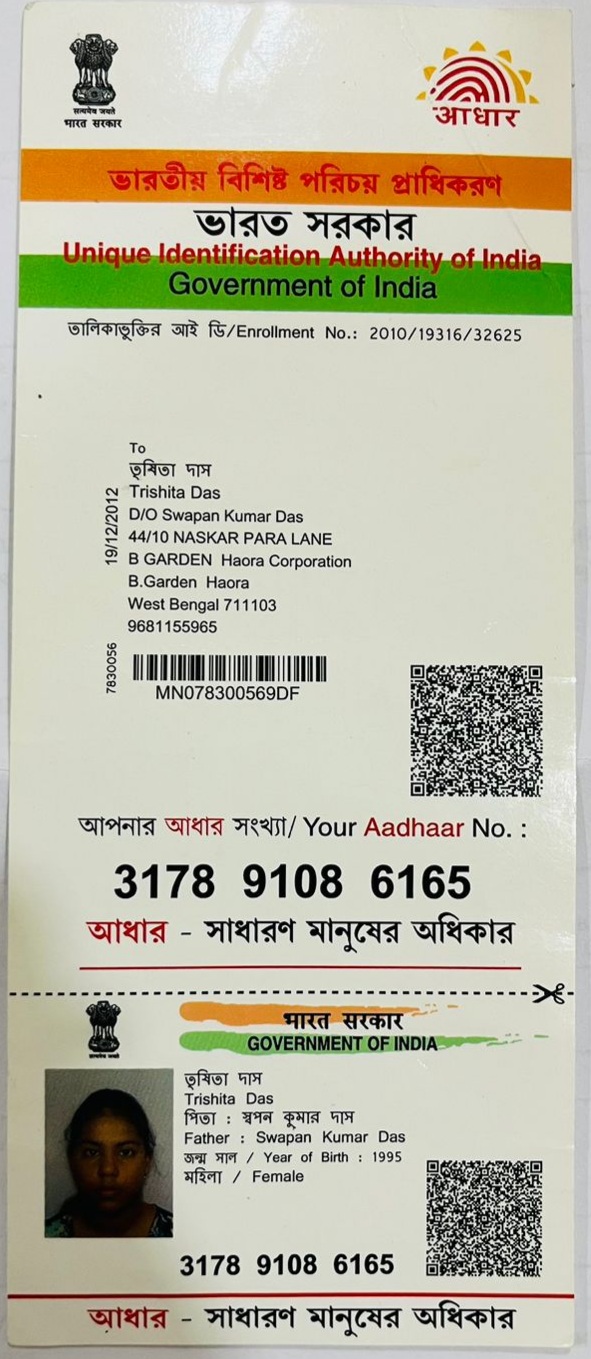 सत्यमेव जयते
भारत सरकार
आधार
ভারতীয় বিশিষ্ট পরিচয় প্রাধিকরণ
ভারত সরকার
Unique Identification Authority of India
Government of India
তালিকাভুক্তির আই ডি/Enrollment No.: 2010/19316/32625
To
তৃষিতা দাস
Trishita Das
D/O Swapan Kumar Das
44/10 NASKAR PARA LANE
B GARDEN Haora Corporation
B.Garden Haora
West Bengal 711103
9681155965
19/12/2012
7830056
MN078300569DF
আপনার আধার সংখ্যা/ Your Aadhaar No. :
3178 9108 6165
আধার - সাধারণ মানুষের অধিকার
भारत सरकार
GOVERNMENT OF INDIA
তৃষিতা দাস
Trishita Das
পিতা : স্বপন কুমার দাস
Father : Swapan Kumar Das
জন্ম সাল / Year of Birth : 1995
মহিলা / Female
3178 9108 6165
আধার - সাধারণ মানুষের অধিকার